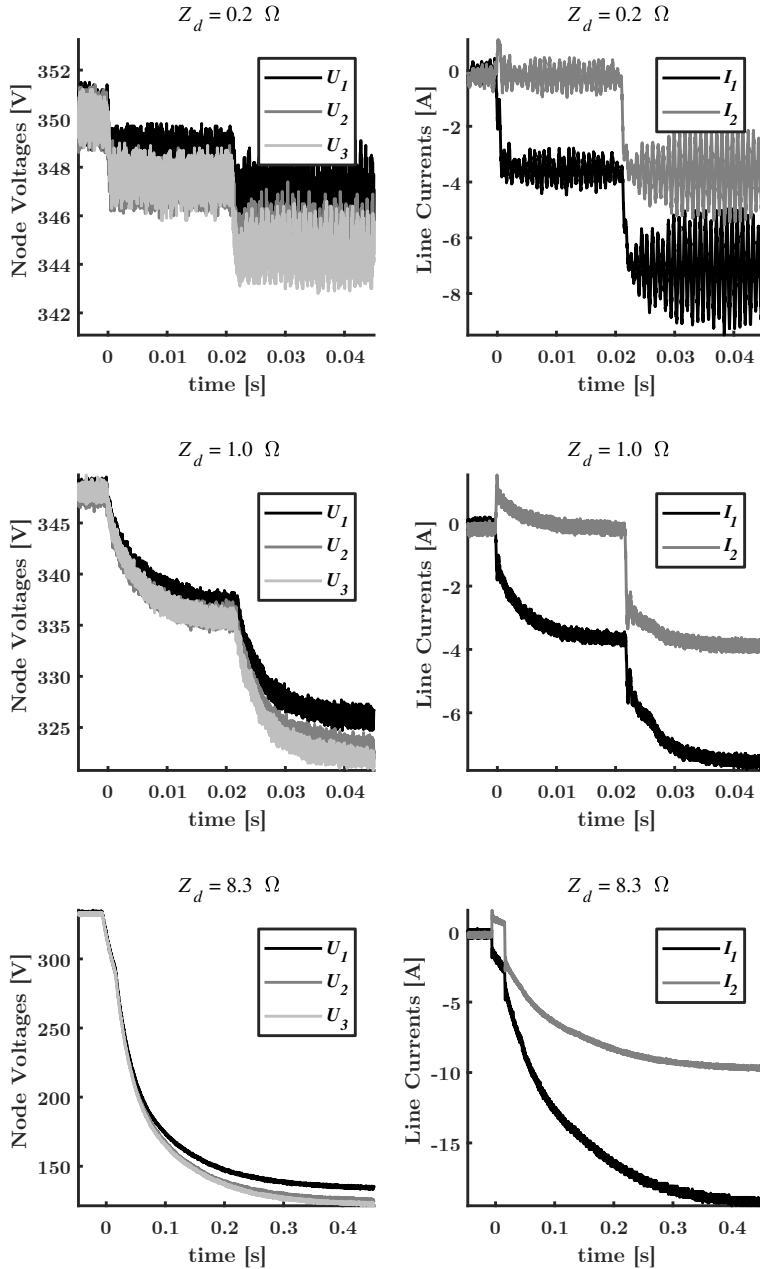 Z_d = 0.2 Ω
352
350
348
346
344
342
Node Voltages [V]
U_1
U_2
U_3
0 0.01 0.02 0.03 0.04
time [s]
Z_d = 0.2 Ω
0
-2
-4
-6
-8
Line Currents [A]
I_1
I_2
0 0.01 0.02 0.03 0.04
time [s]
Z_d = 1.0 Ω
345
340
335
330
325
Node Voltages [V]
U_1
U_2
U_3
0 0.01 0.02 0.03 0.04
time [s]
Z_d = 1.0 Ω
0
-2
-4
-6
Line Currents [A]
I_1
I_2
0 0.01 0.02 0.03 0.04
time [s]
Z_d = 8.3 Ω
300
250
200
150
Node Voltages [V]
U_1
U_2
U_3
0 0.1 0.2 0.3 0.4
time [s]
Z_d = 8.3 Ω
0
-5
-10
-15
Line Currents [A]
I_1
I_2
0 0.1 0.2 0.3 0.4
time [s]